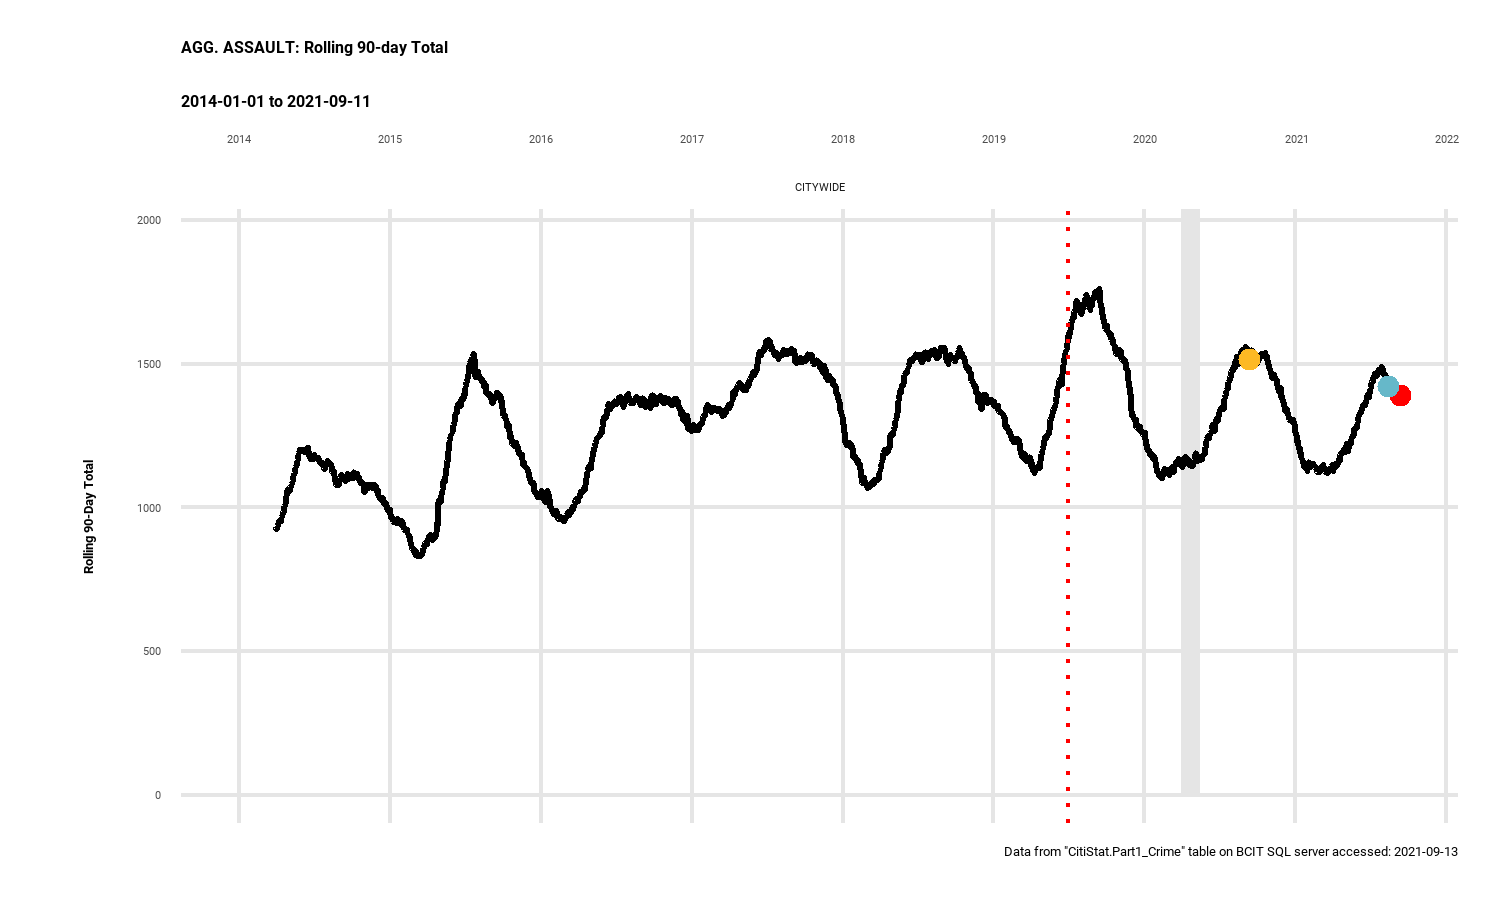 AGG. ASSAULT: Rolling 90-day Total
2014-01-01 to 2021-09-11
2014 2015 2016 2017 2018 2019 2020 2021 2022
CITYWIDE
2000
1500
1000
500
0
Rolling 90-Day Total
Data from "CitiStat.Part1_Crime" table on BCIT SQL server accessed: 2021-09-13